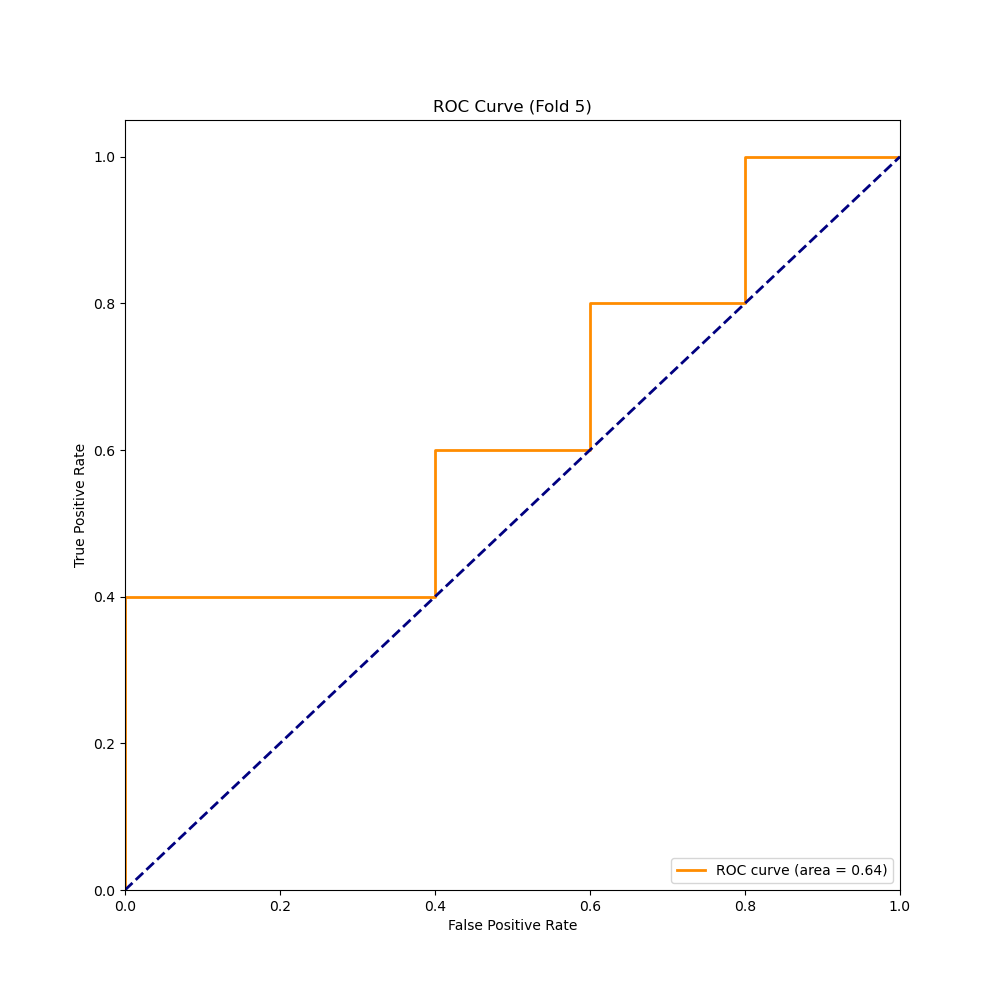 ROC Curve (Fold 5)
True Positive Rate
1.0
0.8
0.6
0.4
0.2
0.0
0.0 0.2 0.4 0.6 0.8 1.0
False Positive Rate
ROC curve (area = 0.64)